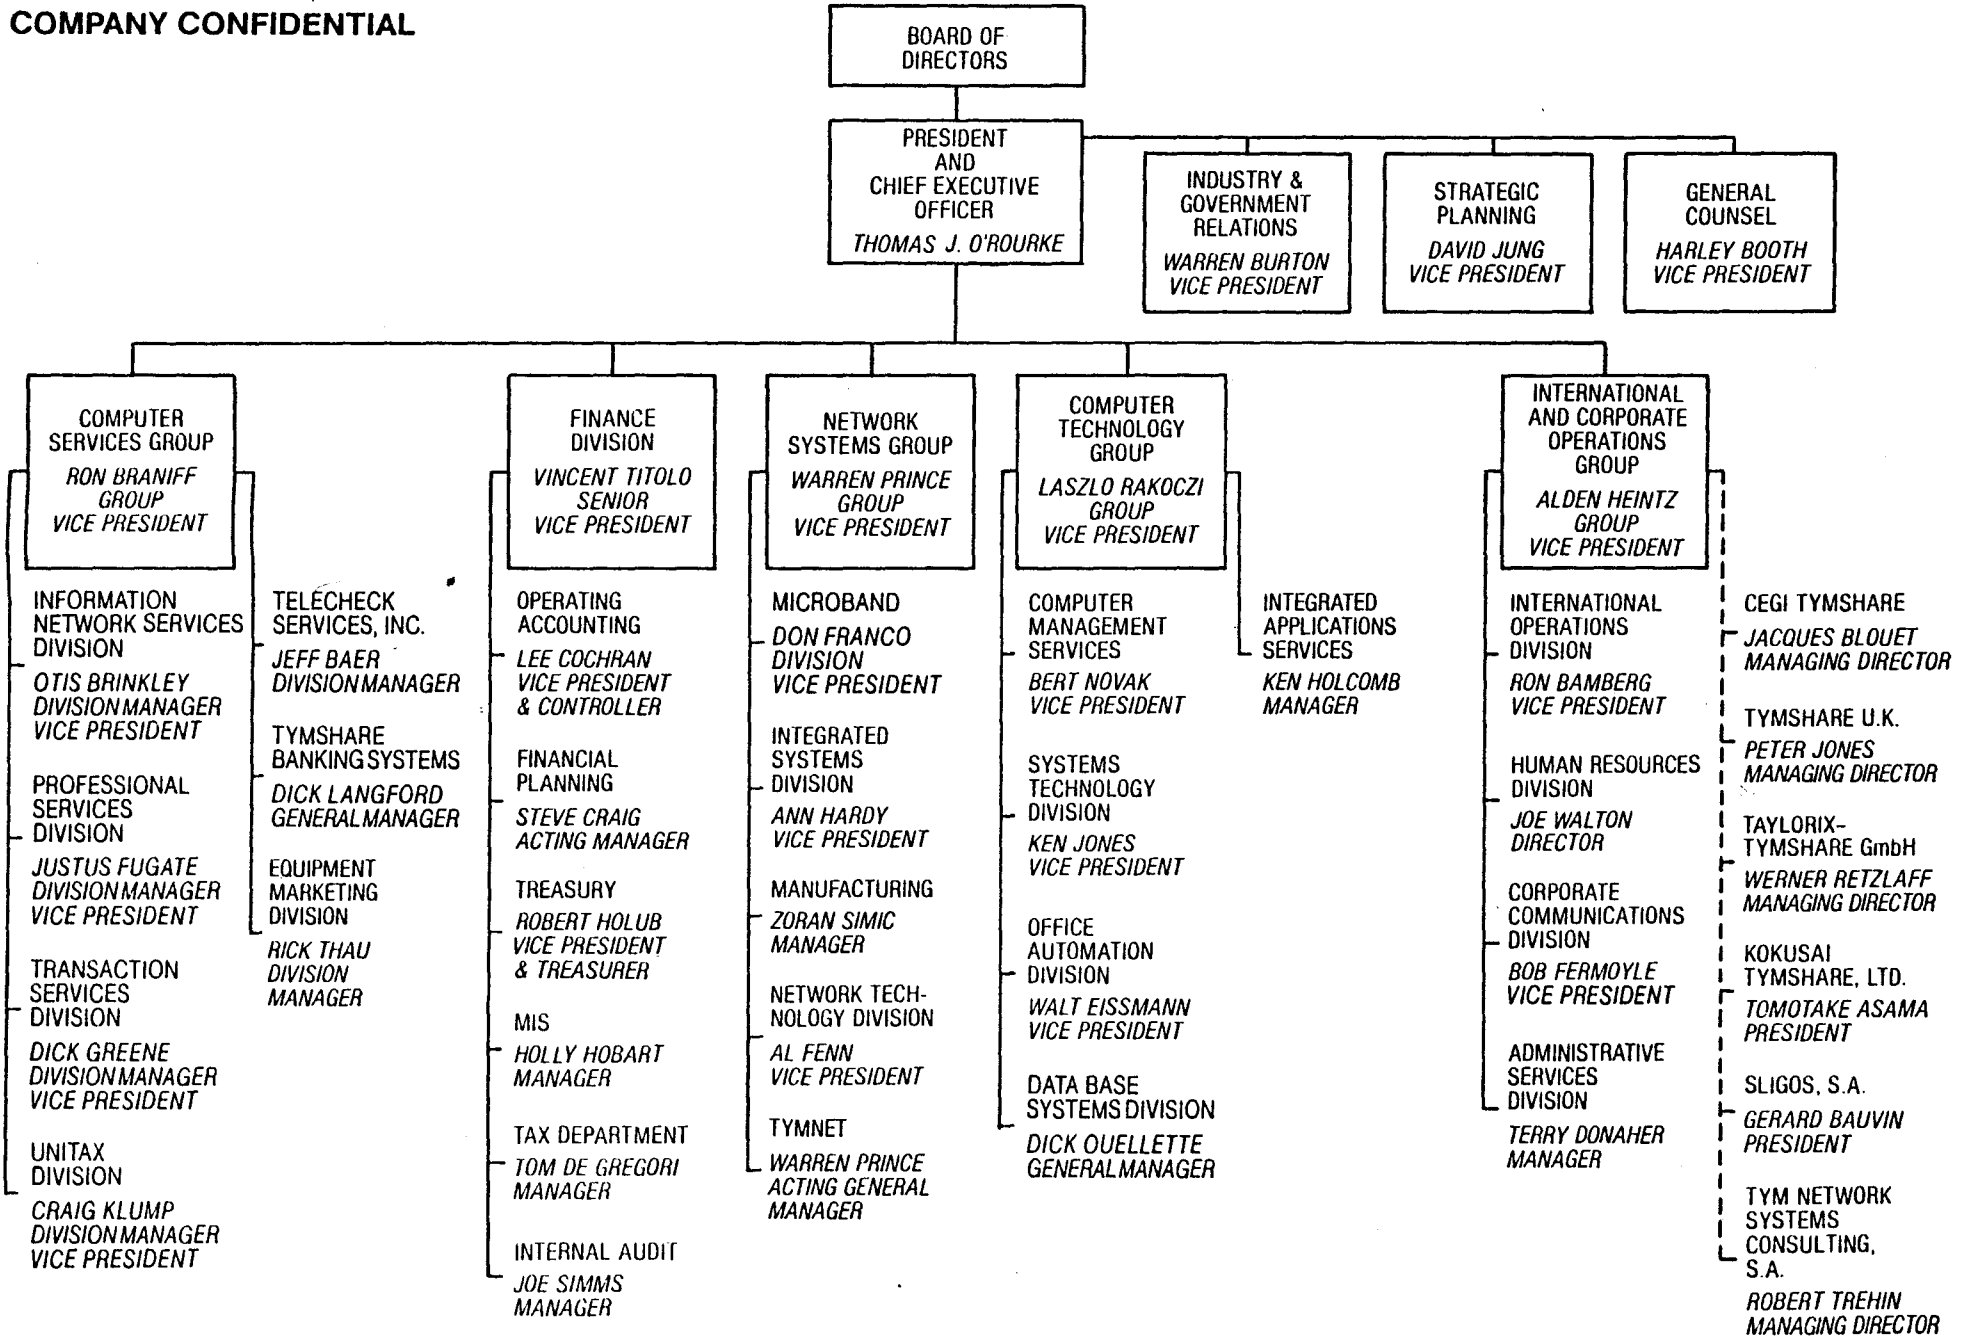 COMPANY CONFIDENTIAL
BOARD OF
DIRECTORS
PRESIDENT
AND
CHIEF EXECUTIVE
OFFICER
THOMAS J. O'ROURKE
INDUSTRY &
GOVERNMENT
RELATIONS
WARREN BURTON
VICE PRESIDENT
STRATEGIC
PLANNING
DAVID JUNG
VICE PRESIDENT
GENERAL
COUNSEL
HARLEY BOOTH
VICE PRESIDENT
COMPUTER
SERVICES GROUP
RON BRANIFF
GROUP
VICE PRESIDENT
INFORMATION
NETWORK SERVICES
DIVISION
OTIS BRINKLEY
DIVISION MANAGER
VICE PRESIDENT
PROFESSIONAL
SERVICES
DIVISION
JUSTUS FUGATE
DIVISION MANAGER
VICE PRESIDENT
TRANSACTION
SERVICES
DIVISION
DICK GREENE
DIVISION MANAGER
VICE PRESIDENT
UNITAX
DIVISION
CRAIG KLUMP
DIVISION MANAGER
VICE PRESIDENT
TELECHECK
SERVICES, INC.
JEFF BAER
DIVISION MANAGER
TYMSHARE
BANKING SYSTEMS
DICK LANGFORD
GENERAL MANAGER
EQUIPMENT
MARKETING
DIVISION
RICK THAU
DIVISION
MANAGER
FINANCE
DIVISION
VINCENT TITOLO
SENIOR
VICE PRESIDENT
OPERATING
ACCOUNTING
LEE COCHRAN
VICE PRESIDENT
& CONTROLLER
FINANCIAL
PLANNING
STEVE CRAIG
ACTING MANAGER
TREASURY
ROBERT HOLUB
VICE PRESIDENT
& TREASURER
MIS
HOLLY HOBART
MANAGER
TAX DEPARTMENT
TOM DE GREGORI
MANAGER
INTERNAL AUDIT
JOE SIMMS
MANAGER
NETWORK
SYSTEMS GROUP
WARREN PRINCE
GROUP
VICE PRESIDENT
MICROBAND
DON FRANCO
DIVISION
VICE PRESIDENT
INTEGRATED
SYSTEMS
DIVISION
ANN HARDY
VICE PRESIDENT
MANUFACTURING
ZORAN SIMIC
MANAGER
NETWORK TECH-
NOLOGY DIVISION
AL FENN
VICE PRESIDENT
TYMNET
WARREN PRINCE
ACTING GENERAL
MANAGER
COMPUTER
TECHNOLOGY
GROUP
LASZLO RAKOCZI
GROUP
VICE PRESIDENT
COMPUTER
MANAGEMENT
SERVICES
BERT NOVAK
VICE PRESIDENT
SYSTEMS
TECHNOLOGY
DIVISION
KEN JONES
VICE PRESIDENT
OFFICE
AUTOMATION
DIVISION
WALT EISSMANN
VICE PRESIDENT
DATA BASE
SYSTEMS DIVISION
DICK OUELLETTE
GENERAL MANAGER
INTEGRATED
APPLICATIONS
SERVICES
KEN HOLCOMB
MANAGER
INTERNATIONAL
AND CORPORATE
OPERATIONS
GROUP
ALDEN HEINTZ
GROUP
VICE PRESIDENT
INTERNATIONAL
OPERATIONS
DIVISION
RON BAMBERG
VICE PRESIDENT
HUMAN RESOURCES
DIVISION
JOE WALTON
DIRECTOR
CORPORATE
COMMUNICATIONS
DIVISION
BOB FERMOYLE
VICE PRESIDENT
ADMINISTRATIVE
SERVICES
DIVISION
TERRY DONAHER
MANAGER
CEGI TYMSHARE
JACQUES BLOUET
MANAGING DIRECTOR
TYMSHARE U.K.
PETER JONES
MANAGING DIRECTOR
TAYLORIX-
TYMSHARE GmbH
WERNER RETZLAFF
MANAGING DIRECTOR
KOKUSAI
TYMSHARE, LTD.
TOMOTAKE ASAMA
PRESIDENT
SLIGOS, S.A.
GERARD BAUVIN
PRESIDENT
TYM NETWORK
SYSTEMS
CONSULTING,
S.A.
ROBERT TREHIN
MANAGING DIRECTOR